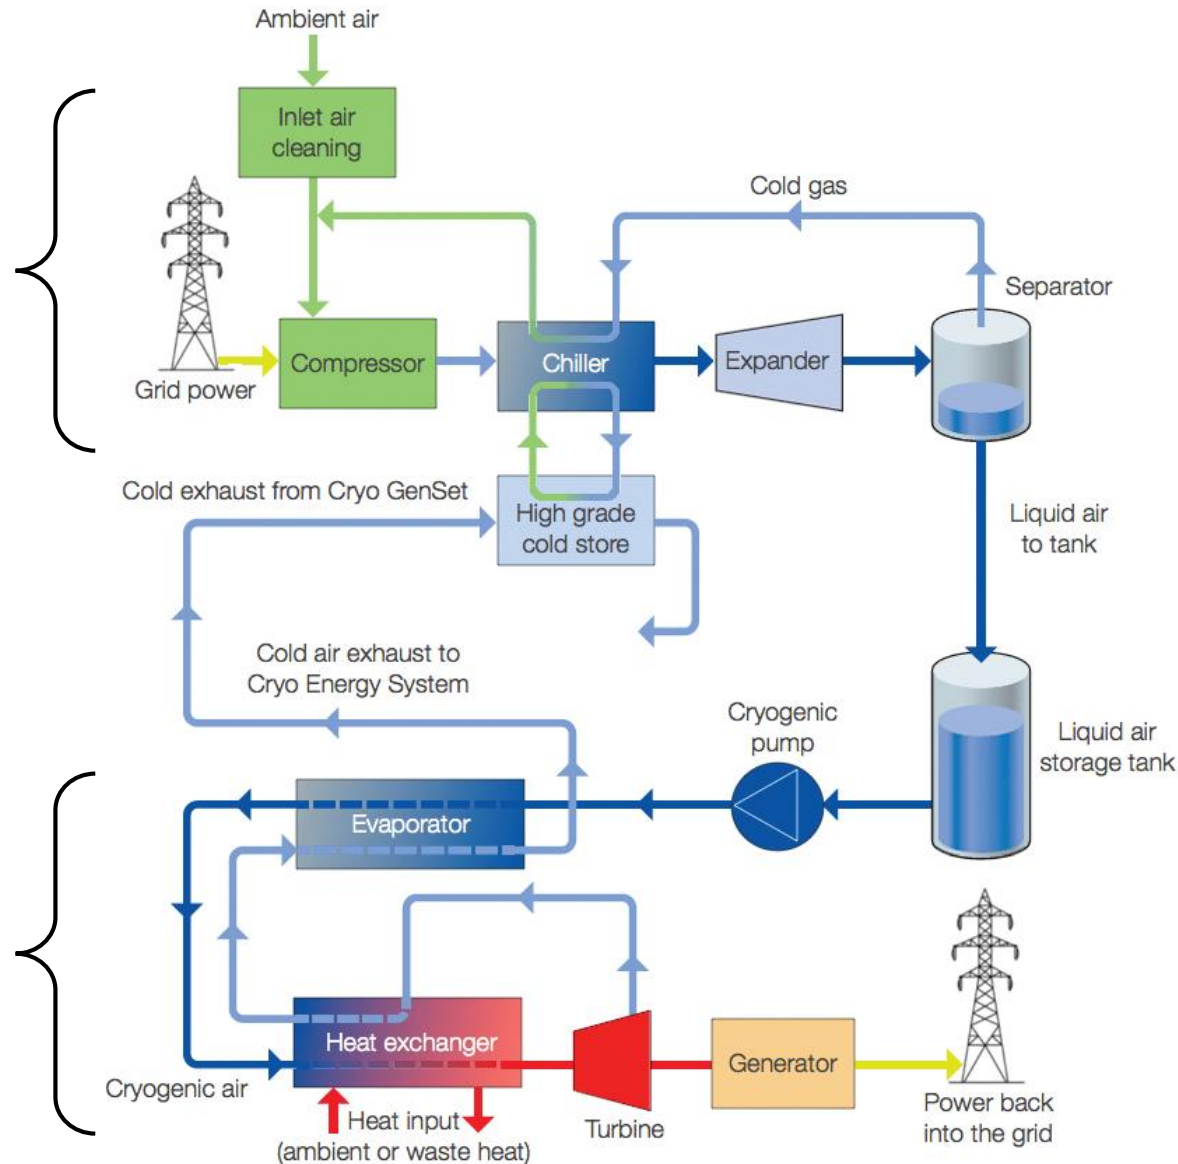 Ambient air
Inlet air
cleaning
Cold gas
Separator
Compressor
Chiller
Expander
Grid power
Cold exhaust from Cryo GenSet
High grade
cold store
Liquid air
to tank
Cold air exhaust to
Cryo Energy System
Cryogenic
pump
Liquid air
storage tank
Evaporator
Heat exchanger
Generator
Cryogenic air
Heat input
(ambient or waste heat)
Turbine
Power back
into the grid